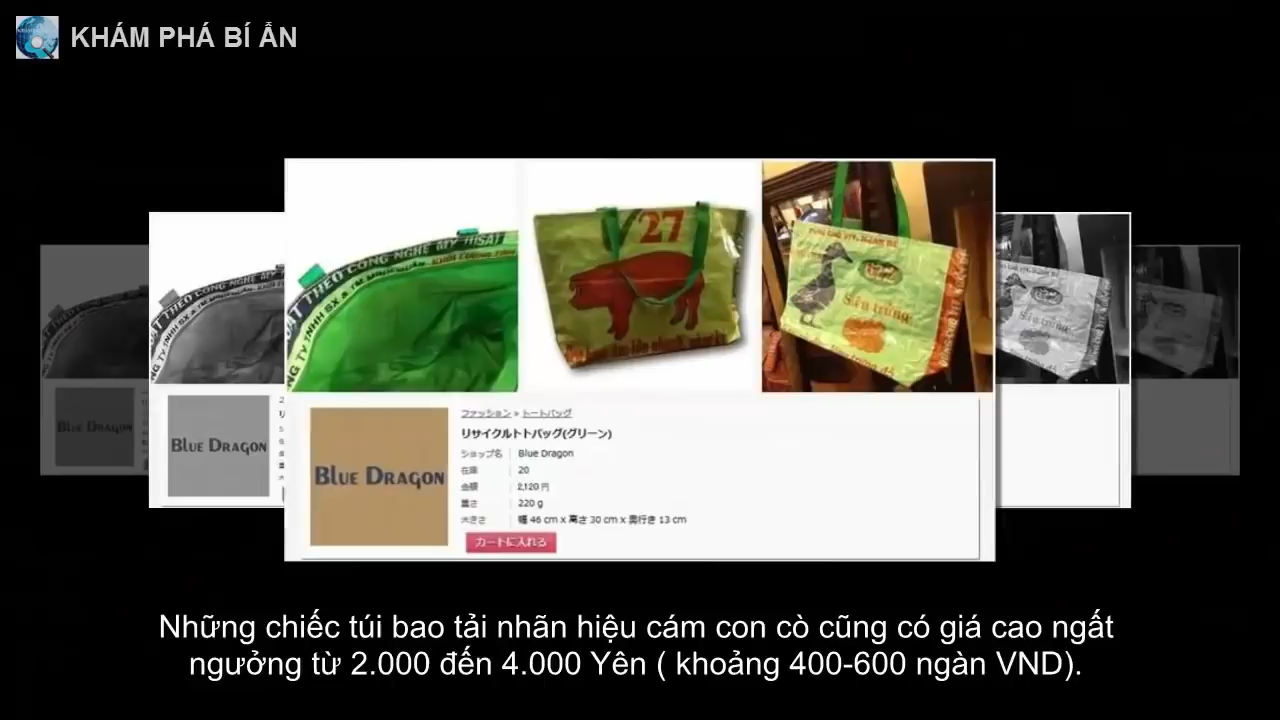 KHÁM PHÁ BÍ ẨN
27
Siêu trứng
BLUE DRAGON
BLUE DRAGON
BLUE DRAGON
ファッション » トートバッグ
リサイクルトトバッグ(グリーン)
ショップ名 Blue Dragon
在庫 20
金額 2,120 円
重さ 220 g
大きさ 幅 46 cm x 高さ 30 cm x 奥行き 13 cm
カートに入れる
Những chiếc túi bao tải nhãn hiệu cám con cò cũng có giá cao ngất
ngưởng từ 2.000 đến 4.000 Yên ( khoảng 400-600 ngàn VND).